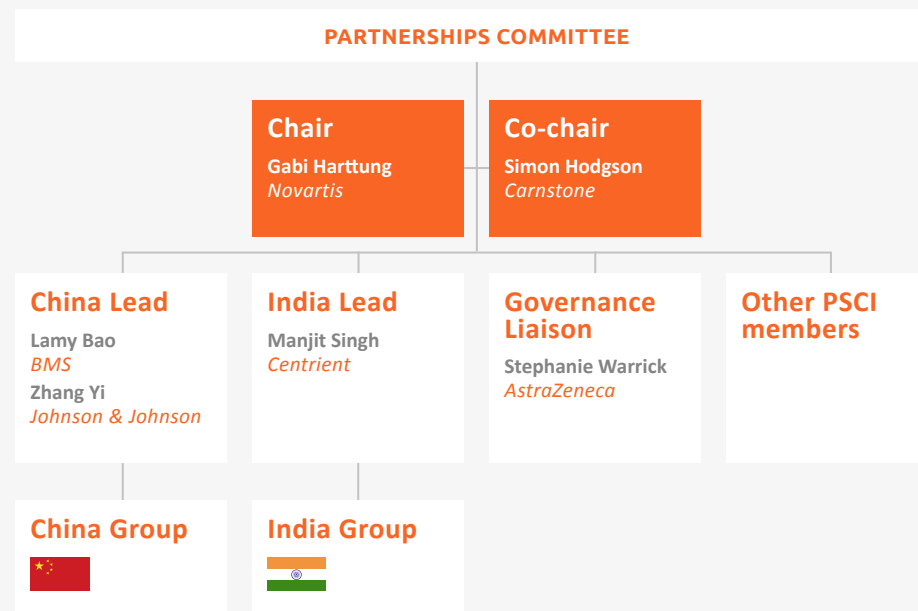 PARTNERSHIPS COMMITTEE
Chair
Gabi Harttung
Novartis
Co-chair
Simon Hodgson
Carnstone
China Lead
Lamy Bao
BMS
Zhang Yi
Johnson & Johnson
India Lead
Manjit Singh
Centrient
Governance
Liaison
Stephanie Warrick
AstraZeneca
Other PSCI
members
China Group
India Group